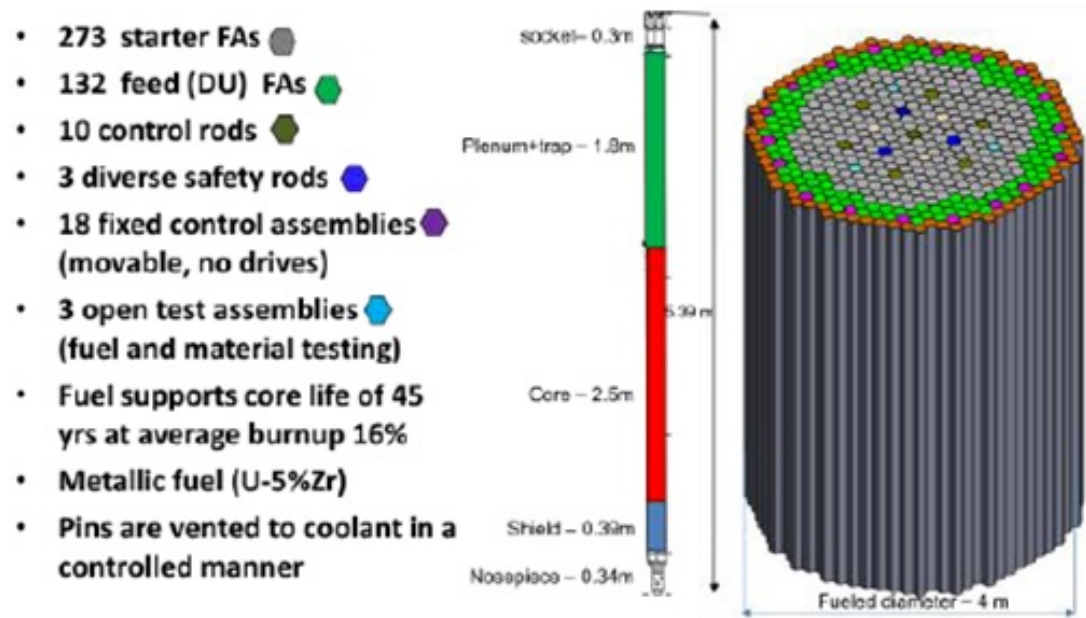 • 273 starter FAs
• 132 feed (DU) FAs
• 10 control rods
• 3 diverse safety rods
• 18 fixed control assemblies
(movable, no drives)
• 3 open test assemblies
(fuel and material testing)
• Fuel supports core life of 45
yrs at average burnup 16%
• Metallic fuel (U-5%Zr)
• Pins are vented to coolant in a
controlled manner
socket– 0.3m
Plenum+trap – 1.8m
5.39 m
Core – 2.5m
Shield – 0.39m
Nosepiece – 0.34m
Fueled diameter – 4 m